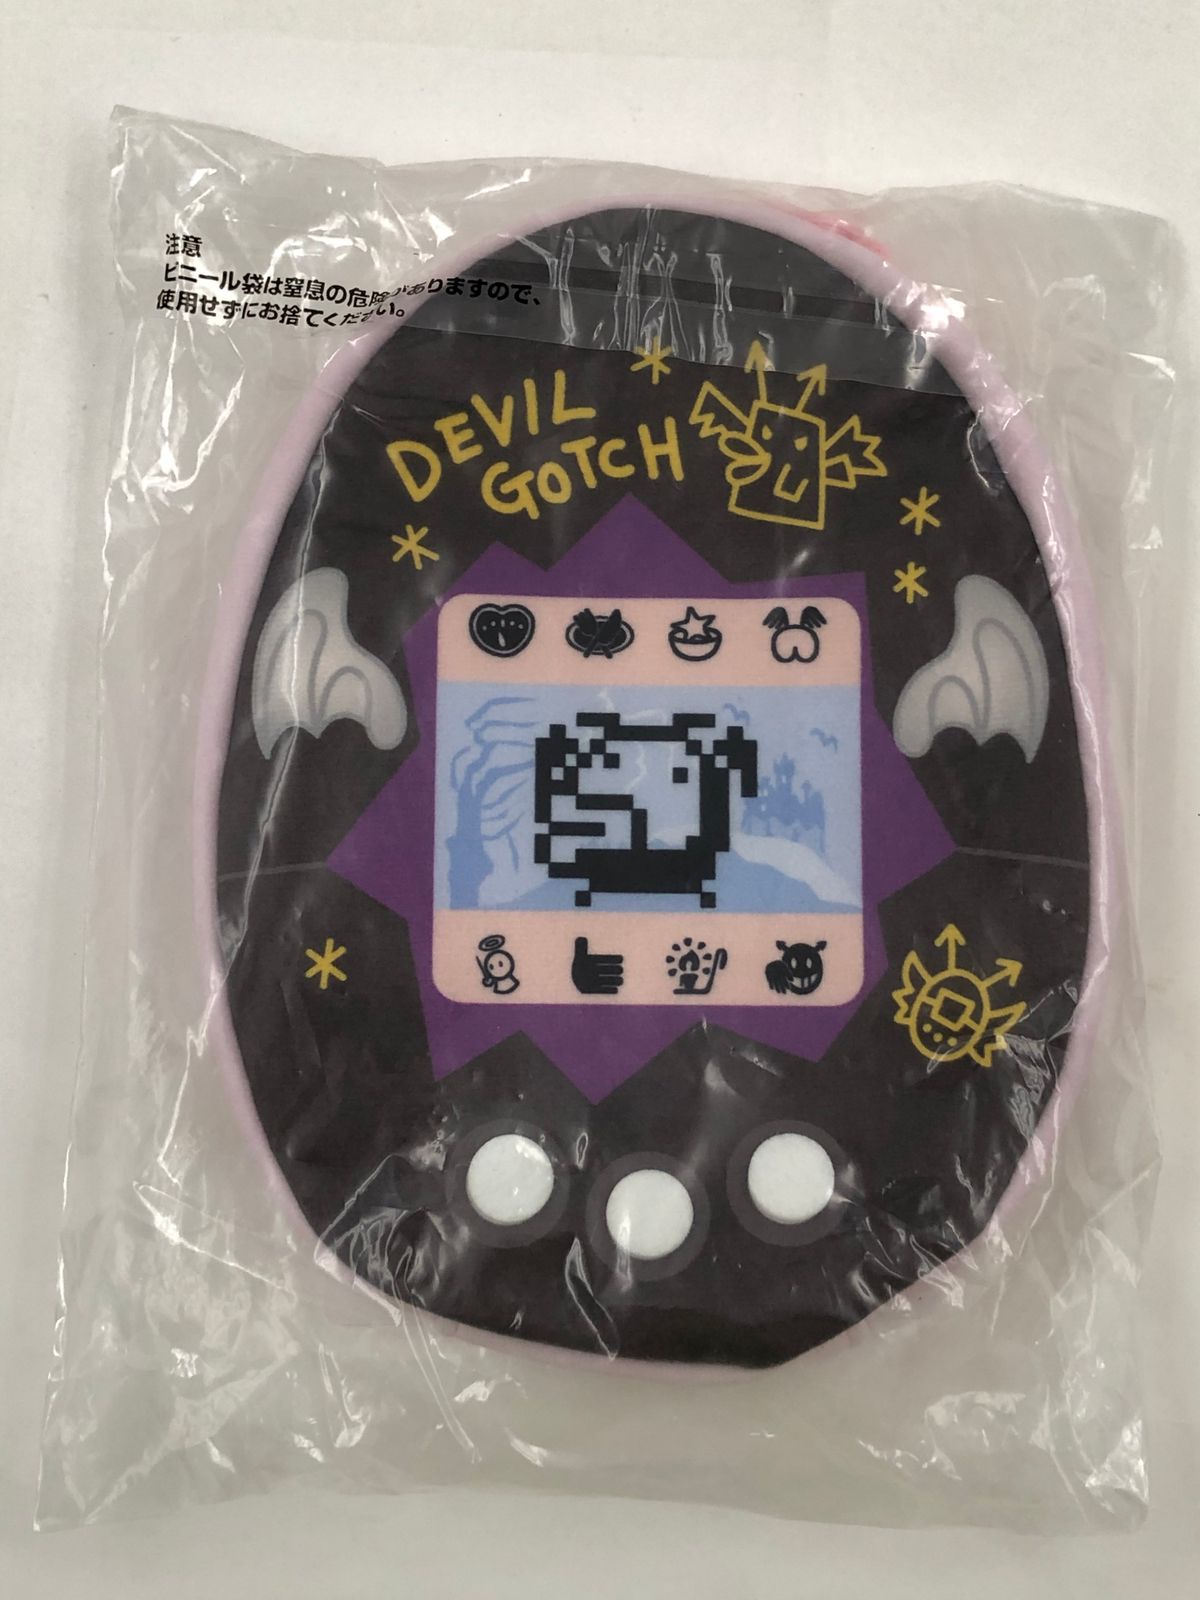 注意
ビニール袋は窒息の危険がありますので、
使用せずにお捨てください。
DEVIL
GOTCH